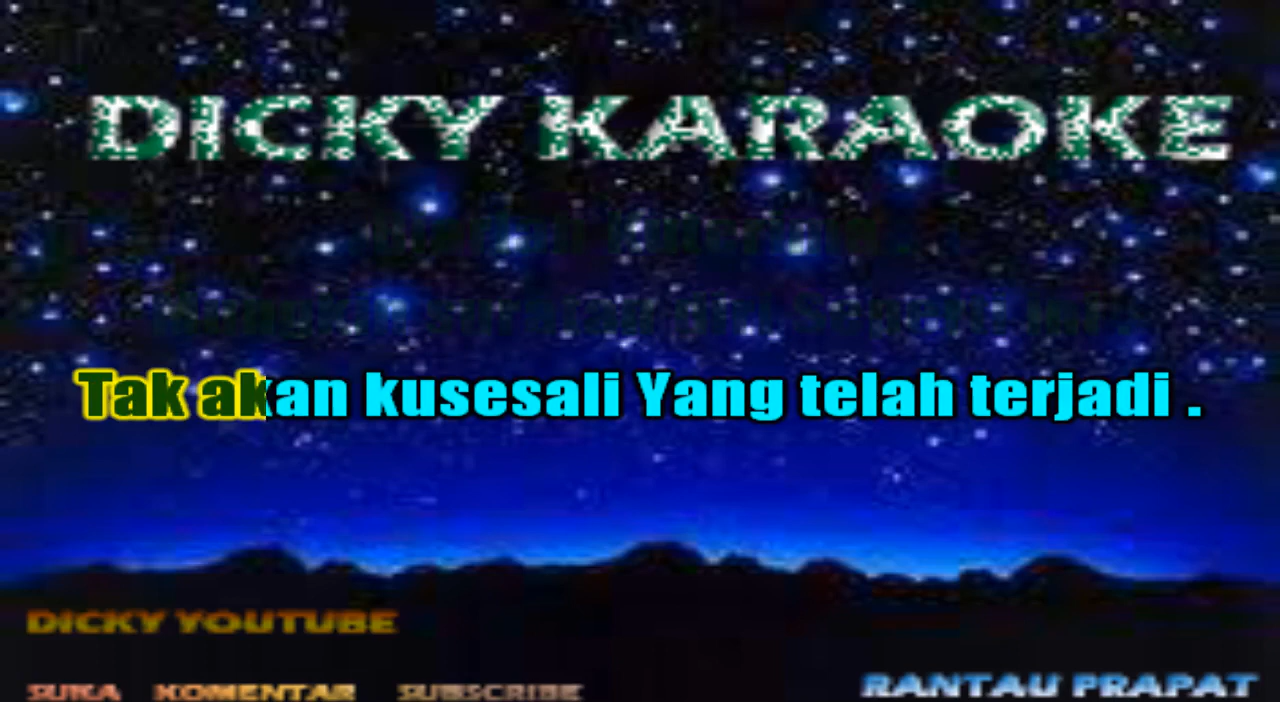 DICKY KARAOKE
Tak akan kusesali Yang telah terjadi .
DICKY YOUTUBE
SUKA KOMENTAR SUBSCRIBE
RANTAU PRAPAT